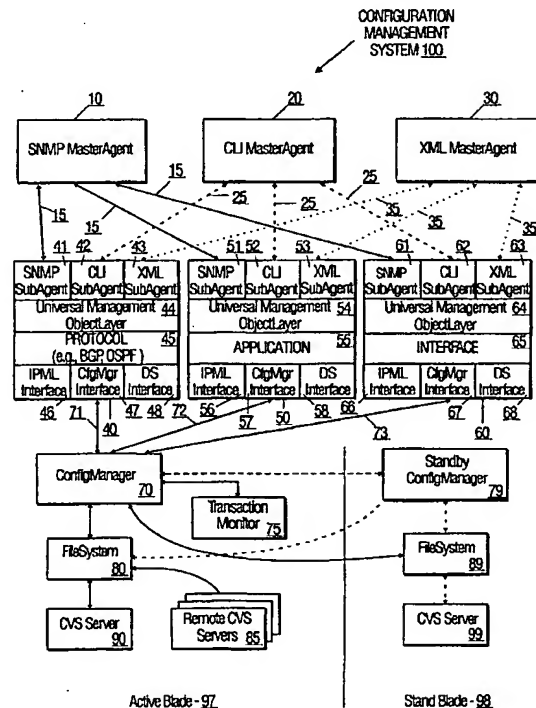 CONFIGURATION
MANAGEMENT
SYSTEM 100
10
20
30
SNMP MasterAgent
CLI MasterAgent
XML MasterAgent
15
25
15
25
15
25
35
35
35
41
42
43
51
52
53
61
62
63
SNMP SubAgent
CLI SubAgent
XML SubAgent
SNMP SubAgent
CLI SubAgent
XML SubAgent
SNMP SubAgent
CLI SubAgent
XML SubAgent
Universal Management 44
ObjectLayer
Universal Management 54
ObjectLayer
Universal Management 64
ObjectLayer
PROTOCOL 45
(e.g., BGP, OSPF )
APPLICATION 55
INTERFACE 65
IPML Interface
CfgMgr Interface
DS Interface
IPML Interface
CfgMgr Interface
DS Interface
IPML Interface
CfgMgr Interface
DS Interface
46
71
40
47
48
72
56
57
50
58
66
73
67
60
68
ConfigManager
70
Standby
ConfigManager
79
Transaction
Monitor
75
FileSystem
80
FileSystem
89
CVS Server
90
Remote CVS
Servers 85
CVS Server
99
Active Blade - 97
Stand Blade - 98